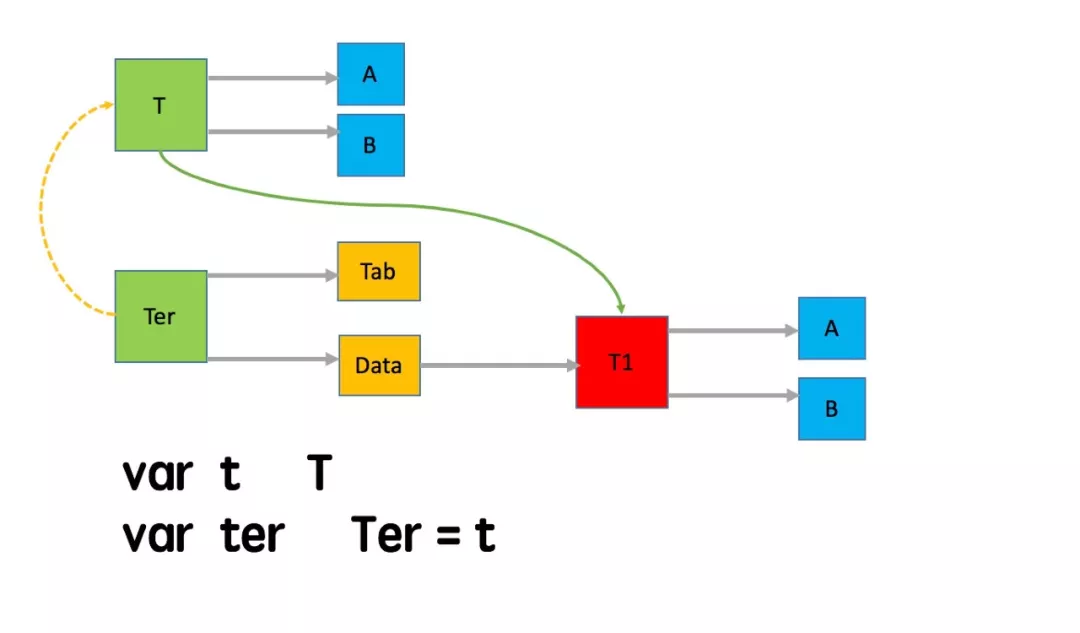 T
A
B
Ter
Tab
Data
T1
A
B
var t T
var ter Ter = t